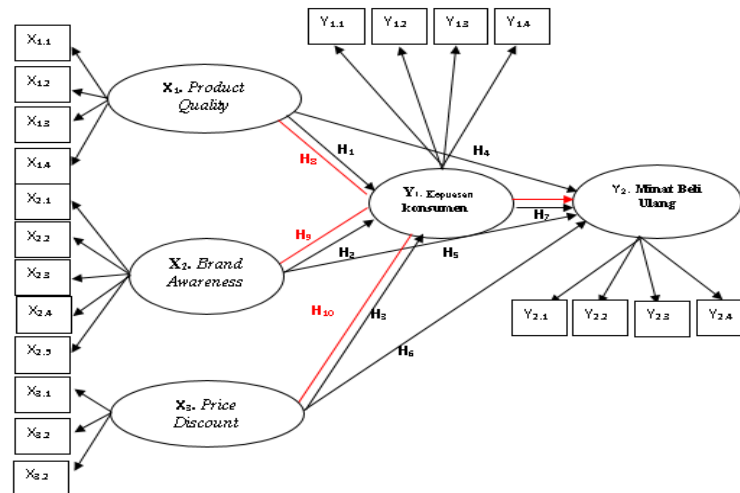 X1.1
X1.2
X1.3
X1.4
X2.1
X2.2
X2.3
X2.4
X2.5
X3.1
X3.2
X3.2
X1. Product
Quality
X2. Brand
Awareness
X3. Price
Discount
Y1.1
Y1.2
Y1.3
Y1.4
H1
H8
H4
H9
H2
H5
H7
H10
H3
H6
Y1. Kepuasan
konsumen
Y2. Minat Beli
Ulang
Y2.1
Y2.2
Y2.3
Y2.4